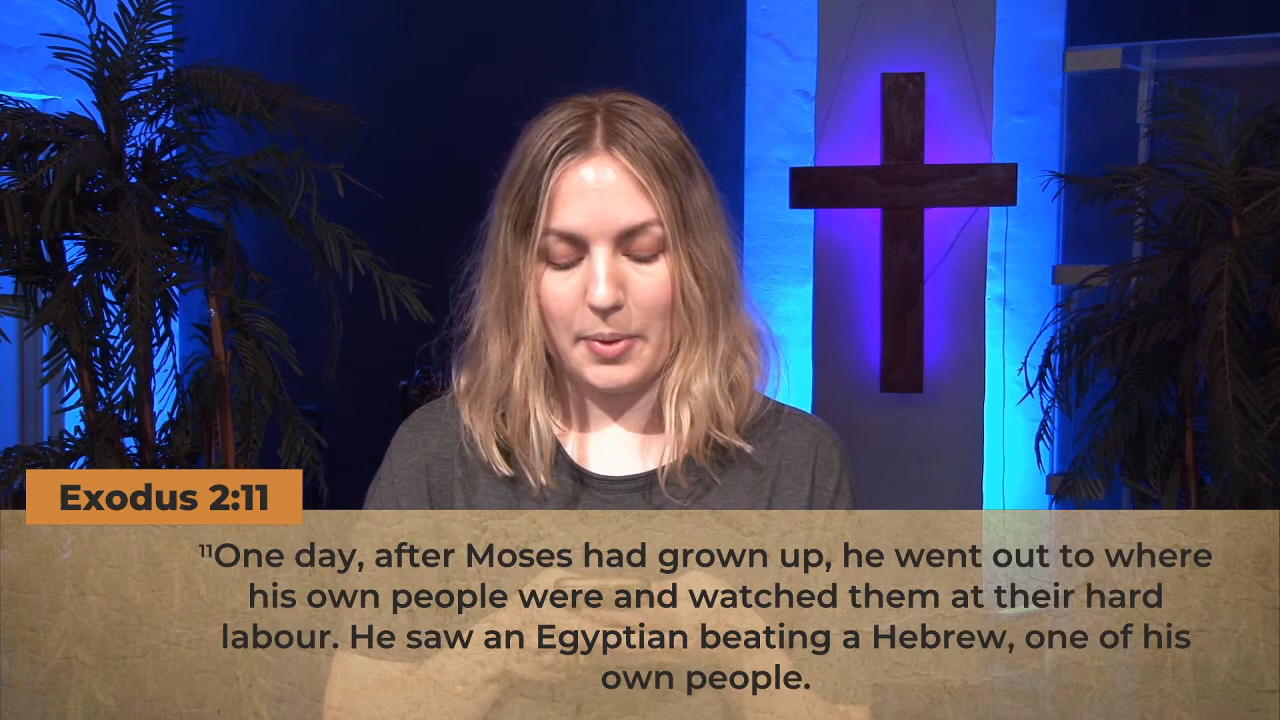 Exodus 2:11
¹¹One day, after Moses had grown up, he went out to where
his own people were and watched them at their hard
labour. He saw an Egyptian beating a Hebrew, one of his
own people.